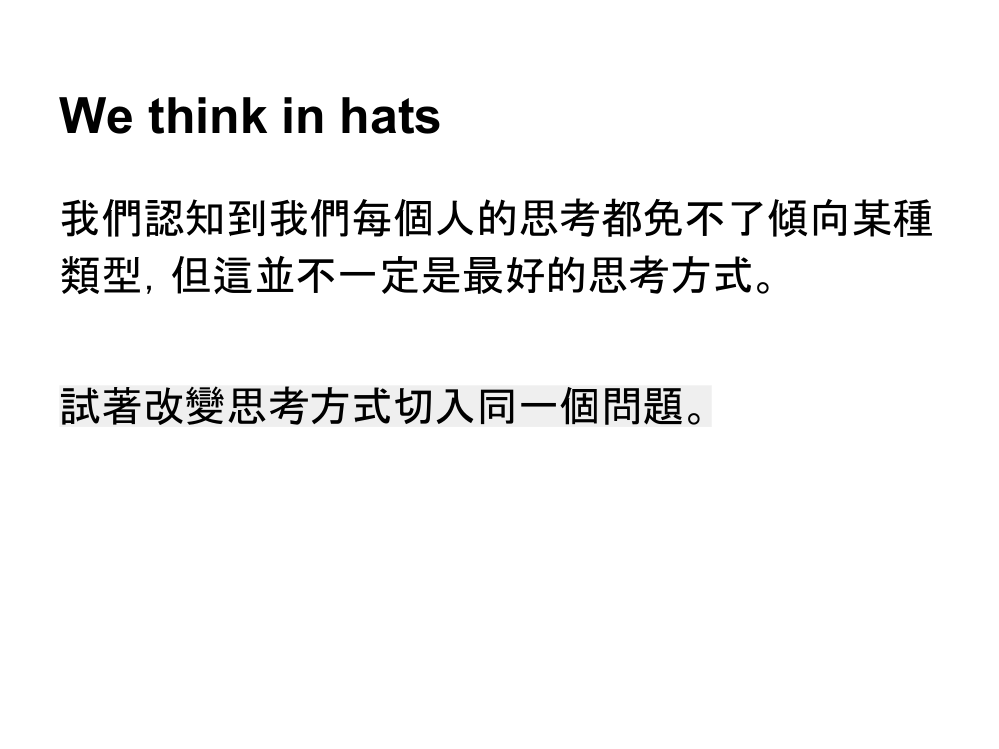 We think in hats
我們認知到我們每個人的思考都免不了傾向某種
類型, 但這並不一定是最好的思考方式。
試著改變思考方式切入同一個問題。